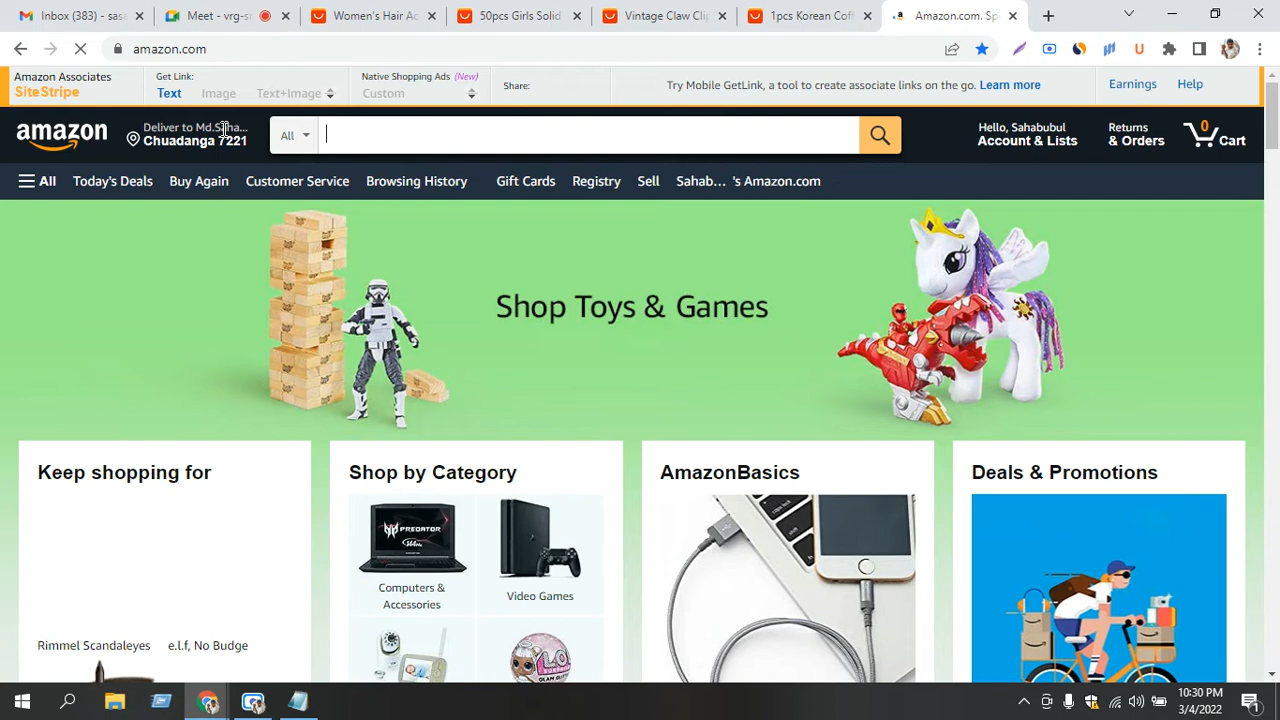 Inbox (383) - sasa
Meet - vrg-s
Women's Hair Ac
50pcs Girls Solid
Vintage Claw Clip
1pcs Korean Coff
Amazon.com. Sp
amazon.com
Amazon Associates
SiteStripe
Get Link:
Text
Image
Text+Image
Native Shopping Ads (New)
Custom
Share:
Try Mobile GetLink, a tool to create associate links on the go. Learn more
Earnings
Help
amazon
Deliver to Md.
Chuadanga 7221
All
Hello, Sahabubul
Account & Lists
Returns
& Orders
0
Cart
All
Today's Deals
Buy Again
Customer Service
Browsing History
Gift Cards
Registry
Sell
Sahab... 's Amazon.com
Shop Toys & Games
Keep shopping for
Rimmel Scandaleyes
e.l.f, No Budge
Shop by Category
PREDATOR
Computers &
Accessories
Video Games
AmazonBasics
Deals & Promotions
10:30 PM
3/4/2022
1